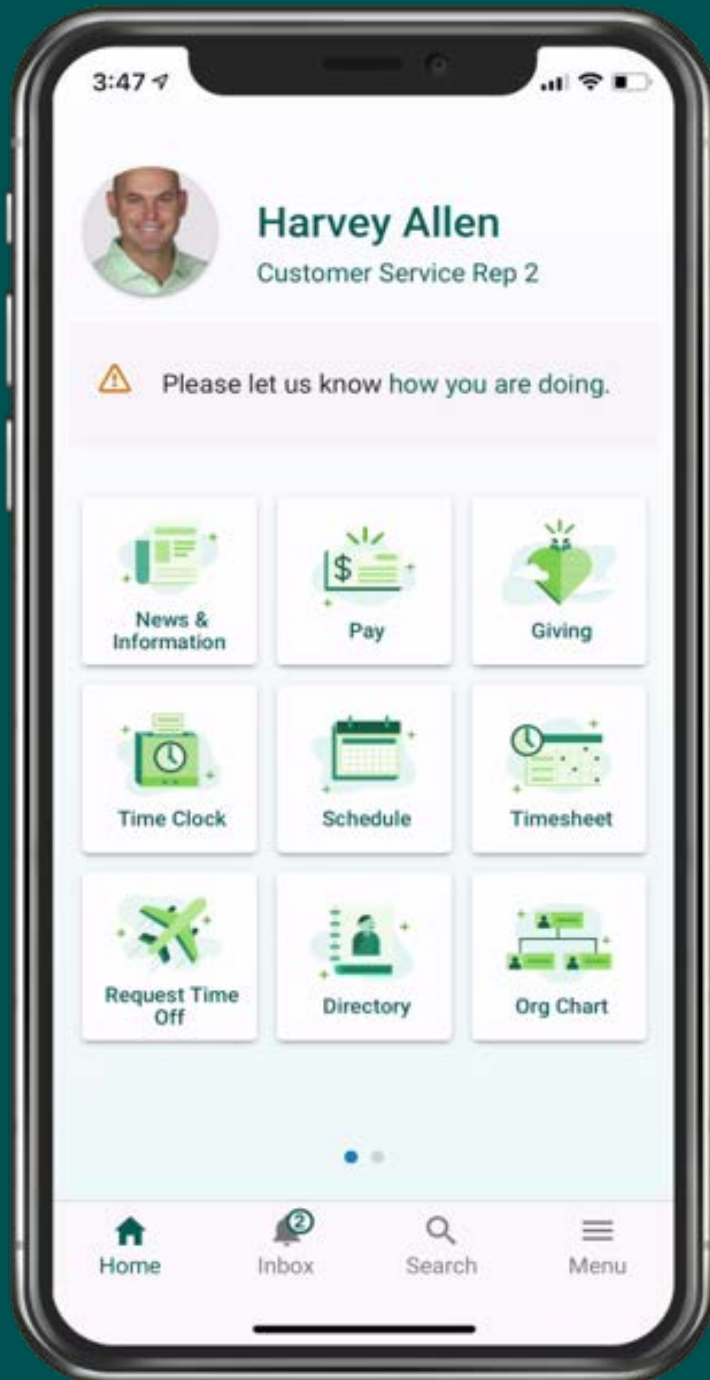 3:47
Harvey Allen
Customer Service Rep 2
Please let us know how you are doing.
News &
Information
Pay
Giving
Time Clock
Schedule
Timesheet
Request Time
Off
Directory
Org Chart
2
Home
Inbox
Search
Menu